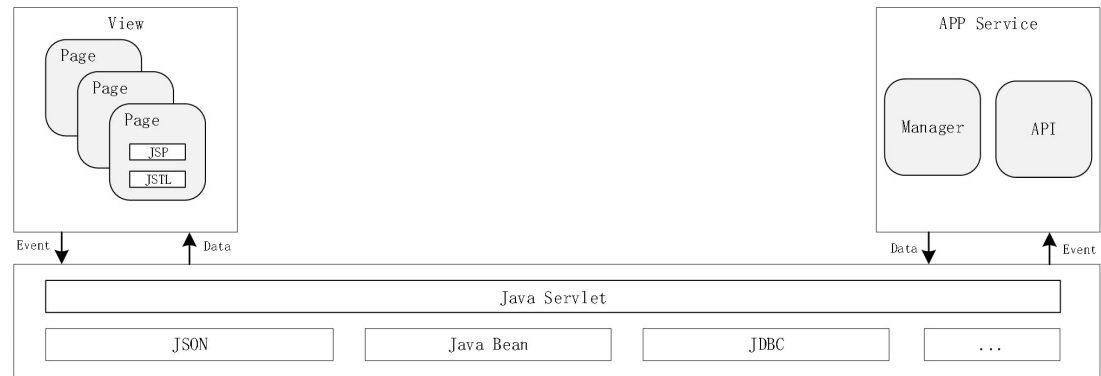 View
Page
Page
Page
JSP
JSTL
APP Service
Manager
API
Event
Data
Data
Event
Java Servlet
JSON
Java Bean
JDBC
...